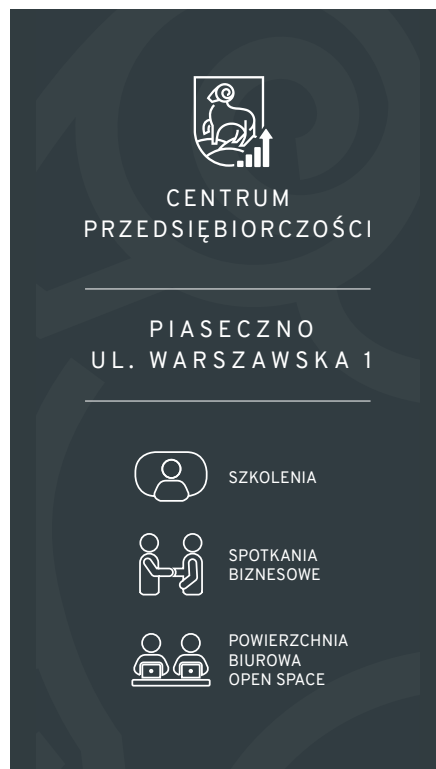 CENTRUM
PRZEDSIĘBIORCZOŚCI
PIASECZNO
UL. WARSZAWSKA 1
SZKOLENIA
SPOTKANIA
BIZNESOWE
POWIERZCHNIA
BIUROWA
OPEN SPACE